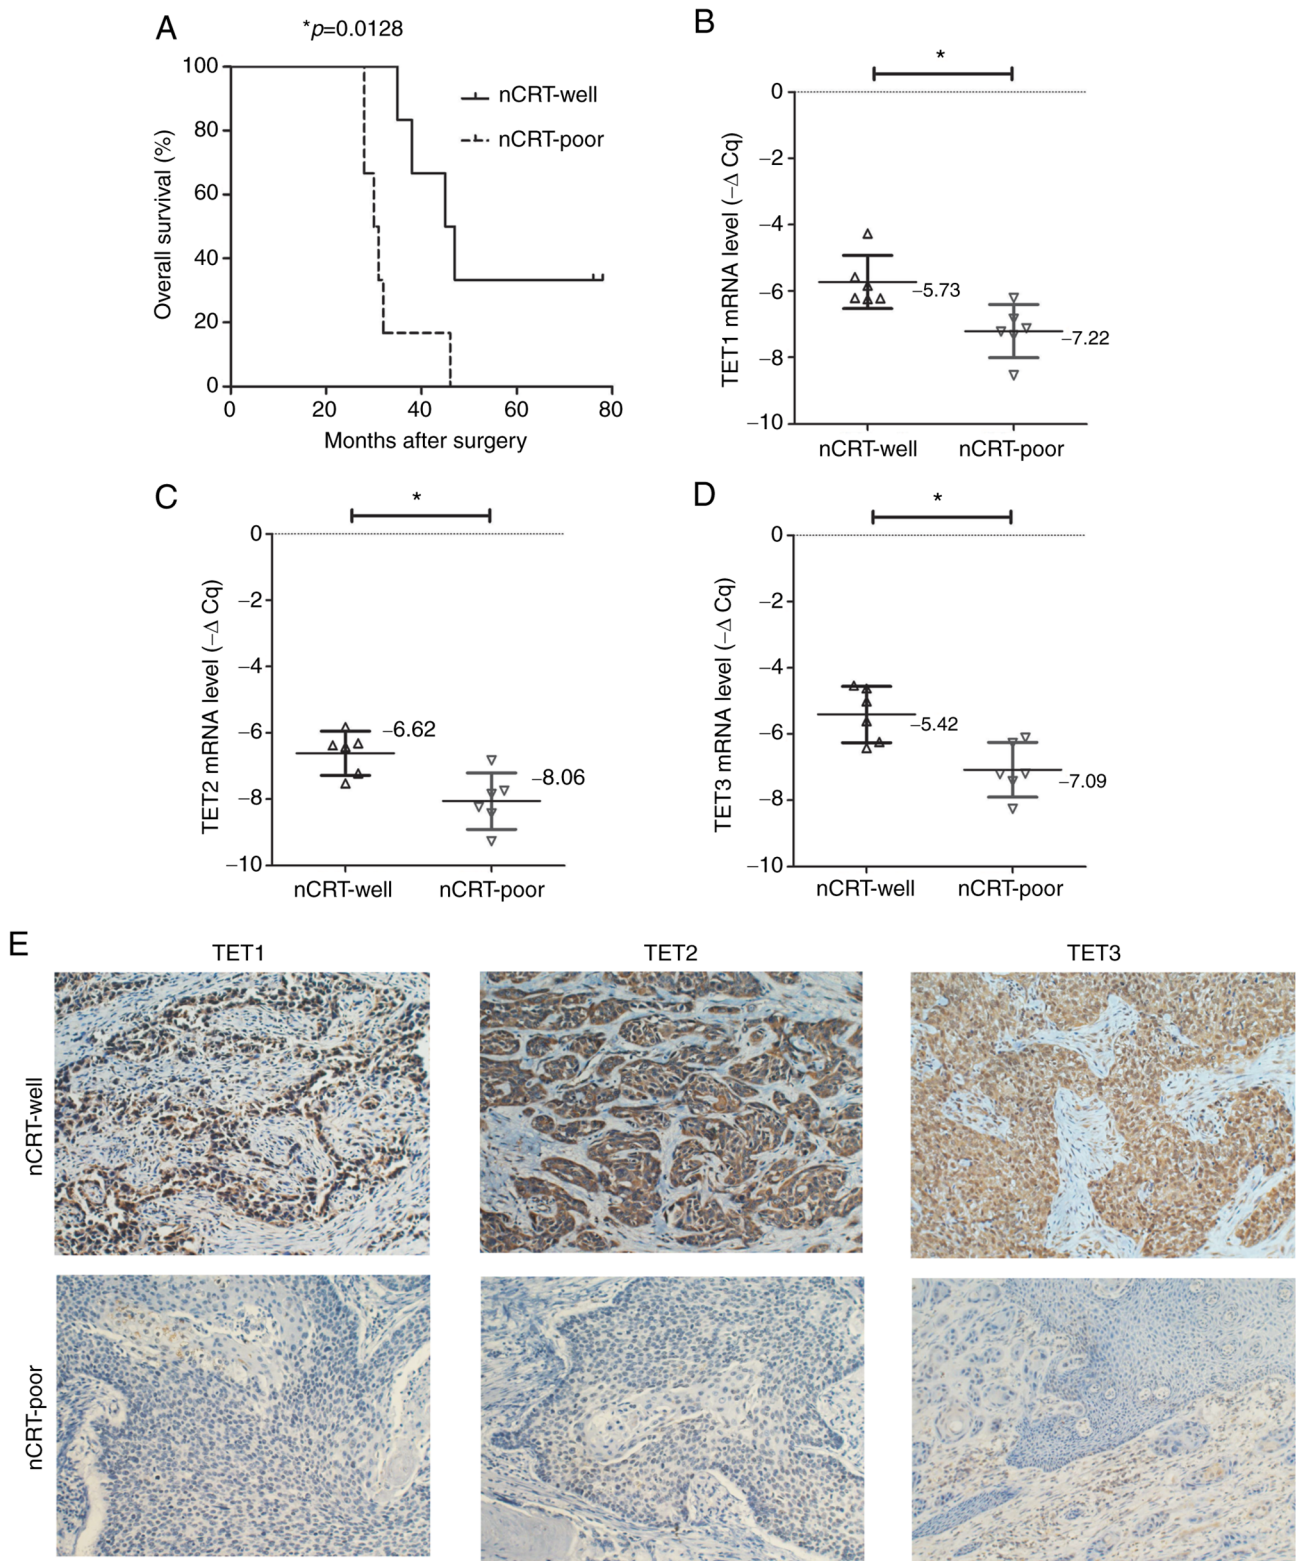 A
*p=0.0128
100
80
60
40
20
0
Overall survival (%)
nCRT-well
nCRT-poor
0 20 40 60 80
Months after surgery
B
*
0
−2
−4
−6
−8
−10
TET1 mRNA level (−Δ Cq)
−5.73
−7.22
nCRT-well nCRT-poor
C
*
0
−2
−4
−6
−8
−10
TET2 mRNA level (−Δ Cq)
−6.62
−8.06
nCRT-well nCRT-poor
D
*
0
−2
−4
−6
−8
−10
TET3 mRNA level (−Δ Cq)
−5.42
−7.09
nCRT-well nCRT-poor
E
TET1 TET2 TET3
nCRT-well
nCRT-poor